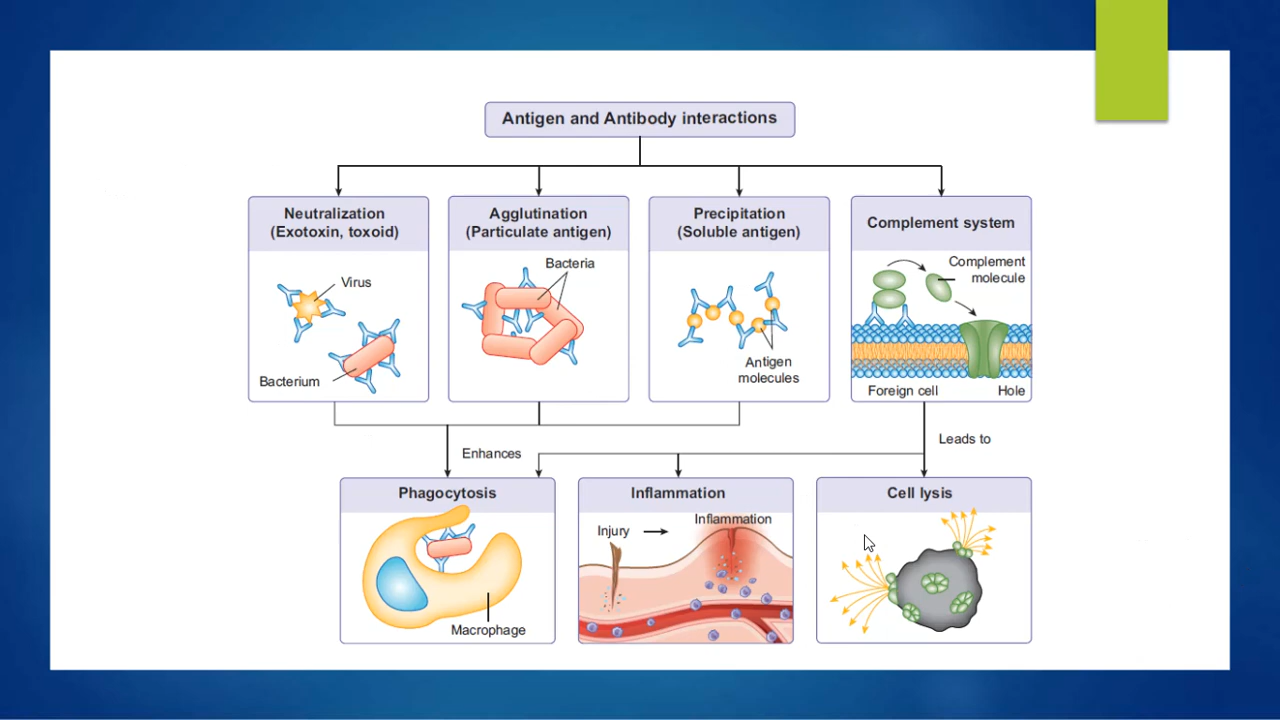 Antigen and Antibody interactions
Neutralization
(Exotoxin, toxoid)
Virus
Bacterium
Agglutination
(Particulate antigen)
Bacteria
Precipitation
(Soluble antigen)
Antigen
molecules
Complement system
Complement
molecule
Foreign cell
Hole
Enhances
Leads to
Phagocytosis
Macrophage
Inflammation
Injury
Inflammation
Cell lysis